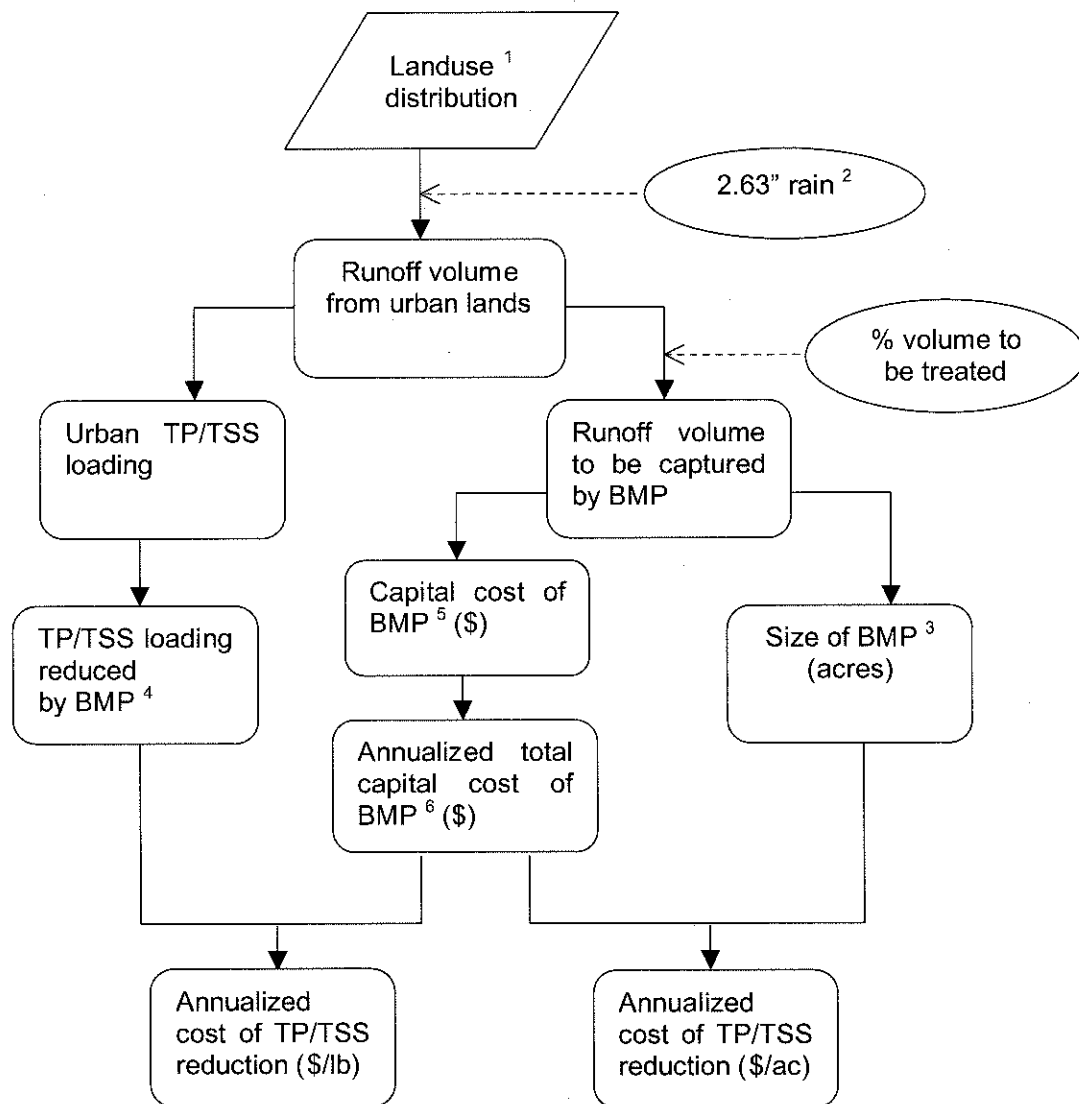 Landuse 1
distribution
2.63” rain 2
Runoff volume
from urban lands
% volume to
be treated
Urban TP/TSS
loading
Runoff volume
to be captured
by BMP
Capital cost of
BMP 5 ($)
TP/TSS loading
reduced
by BMP 4
Size of BMP 3
(acres)
Annualized total
capital cost of
BMP 6 ($)
Annualized
cost of TP/TSS
reduction ($/lb)
Annualized
cost of TP/TSS
reduction ($/ac)